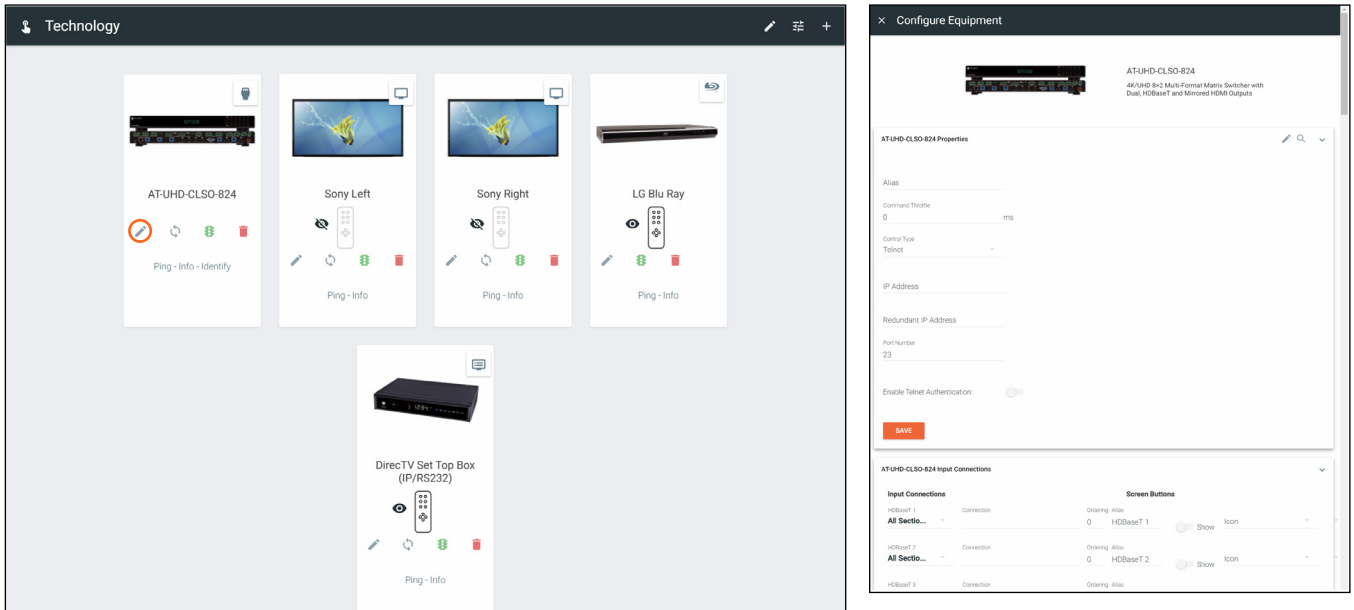 Technology
AT-UHD-CLSO-824
Ping - Info - Identify
Sony Left
Ping - Info
Sony Right
Ping - Info
LG Blu Ray
Ping - Info
DirecTV Set Top Box
(IP/RS232)
Ping - Info
× Configure Equipment
AT-UHD-CLSO-824
4K/UHD 8×2 Multi-Format Matrix Switcher with
Dual, HDBaseT and Mirrored HDMI Outputs
AT-UHD-CLSO-824 Properties
Alias
Command Throttle
0 ms
Control Type
Telnet
IP Address
Redundant IP Address
Port Number
23
Enable Telnet Authentication:
SAVE
AT-UHD-CLSO-824 Input Connections
Input Connections Screen Buttons
HDBaseT 1 Connection Ordering Alias
All Sectio... 0 HDBaseT 1 Show Icon
HDBaseT 2 Connection Ordering Alias
All Sectio... 0 HDBaseT 2 Show Icon
HDBaseT 3 Connection Ordering Alias